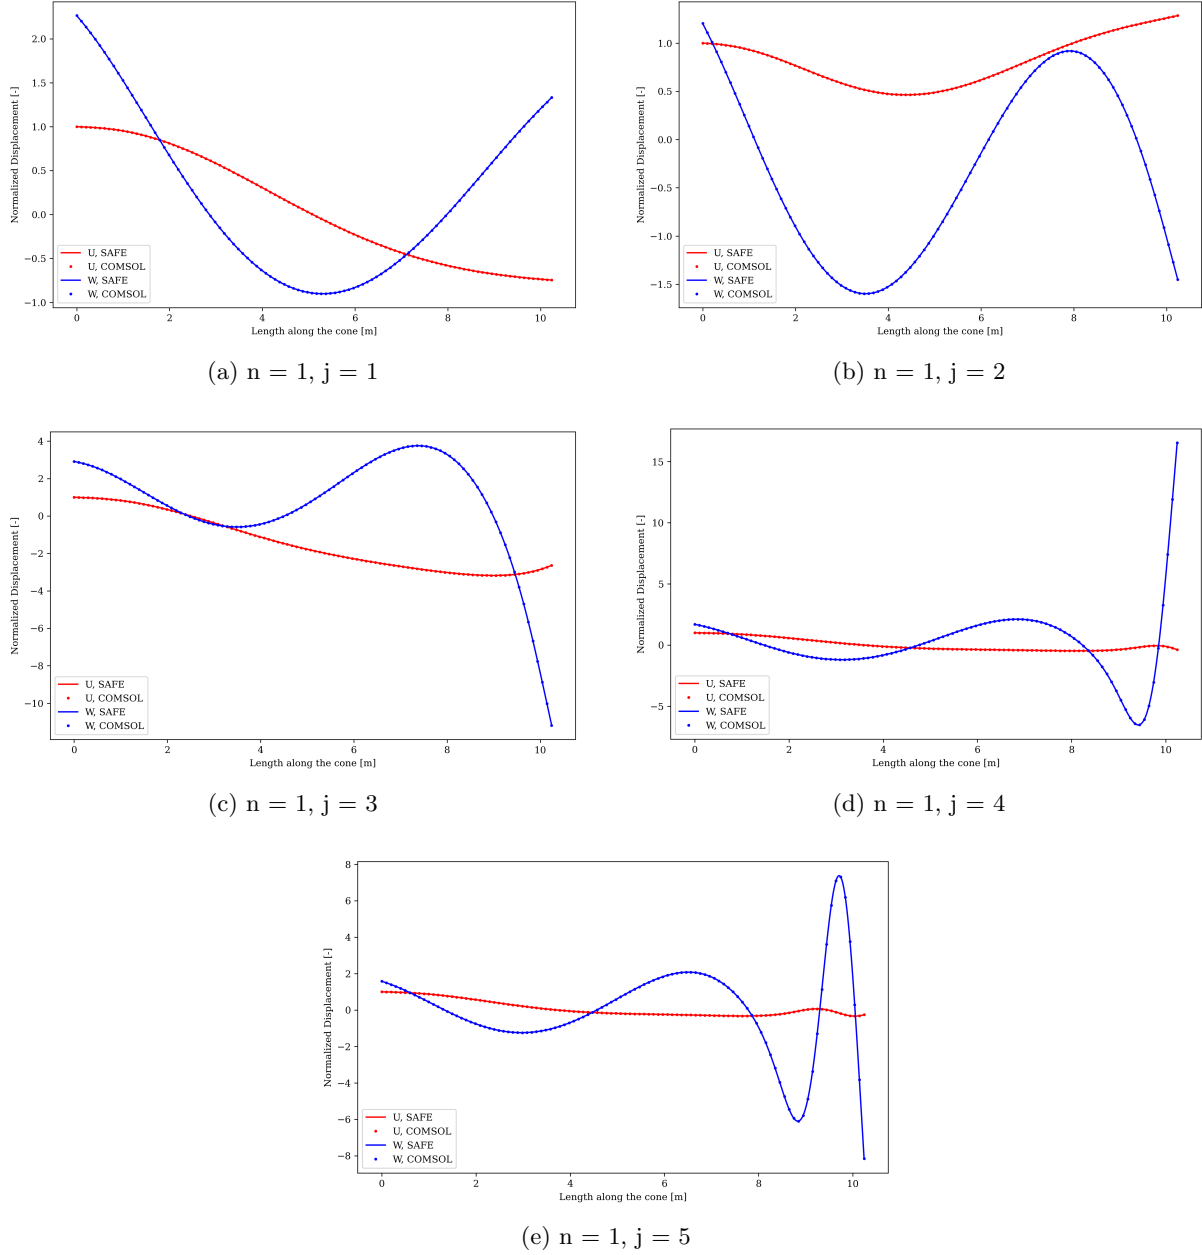 2.0
1.5
1.0
0.5
0.0
−0.5
−1.0
Normalized Displacement [-]
U, SAFE
U, COMSOL
W, SAFE
W, COMSOL
0 2 4 6 8 10
Length along the cone [m]
(a) n = 1, j = 1
1.0
0.5
0.0
−0.5
−1.0
−1.5
Normalized Displacement [-]
U, SAFE
U, COMSOL
W, SAFE
W, COMSOL
0 2 4 6 8 10
Length along the cone [m]
(b) n = 1, j = 2
4
2
0
−2
−4
−6
−8
−10
Normalized Displacement [-]
U, SAFE
U, COMSOL
W, SAFE
W, COMSOL
0 2 4 6 8 10
Length along the cone [m]
(c) n = 1, j = 3
15
10
5
0
−5
Normalized Displacement [-]
U, SAFE
U, COMSOL
W, SAFE
W, COMSOL
0 2 4 6 8 10
Length along the cone [m]
(d) n = 1, j = 4
8
6
4
2
0
−2
−4
−6
−8
Normalized Displacement [-]
U, SAFE
U, COMSOL
W, SAFE
W, COMSOL
0 2 4 6 8 10
Length along the cone [m]
(e) n = 1, j = 5